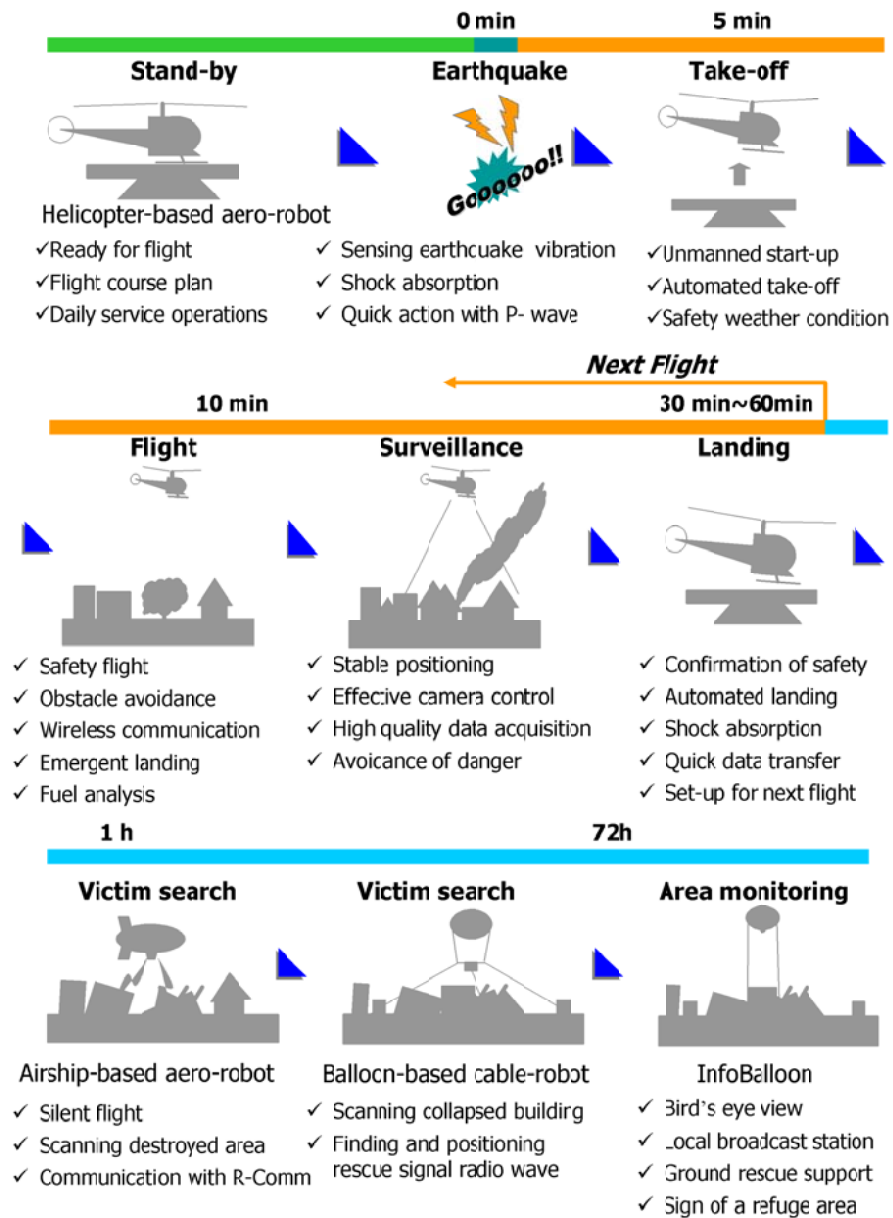 0 min
5 min
Stand-by
Earthquake
Take-off
Goooooo!!
Helicopter-based aero-robot
✓Ready for flight
✓Flight course plan
✓Daily service operations
✓ Sensing earthcuake vibration
✓ Shock absorption
✓ Quick action with P- wave
✓Unmanned start-up
✓Automated take-off
✓Safety weather condition
Next Flight
10 min
30 min~60min
Flight
Surveillance
Landing
✓ Safety flight
✓ Obstacle avoidance
✓ Wireless communication
✓ Emergent landing
✓ Fuel analysis
✓ Stable positioning
✓ Effective camera control
✓ High quality data acquisition
✓ Avoicance of danger
✓ Confirmation of safety
✓ Automated landing
✓ Shock absorption
✓ Quick data transfer
✓ Set-up for next flight
1 h
72h
Victim search
Victim search
Area monitoring
Airship-based aero-robot
✓ Silent flight
✓ Scanning destroyed area
✓ Communication with R-Comm
Ballocn-based cable-robot
✓ Scanning collapsed building
✓ Finding and positioning
rescue signal radio wave
InfoBalloon
✓ Bird's eye view
✓ Local broadcast station
✓ Ground rescue support
✓ Sign of a refuge area